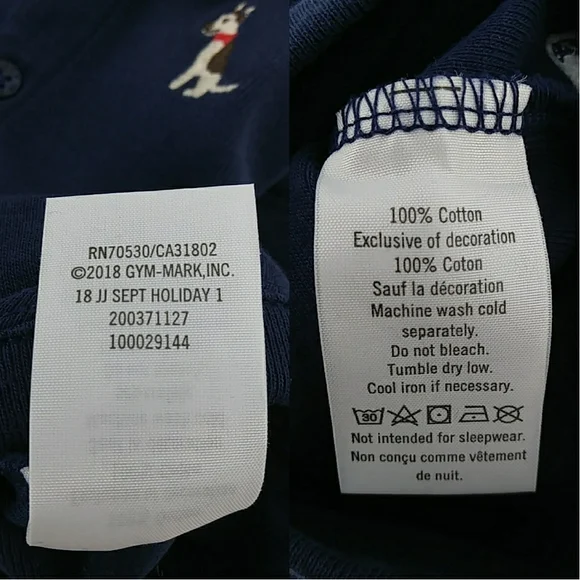 RN70530/CA31802
©2018 GYM-MARK,INC.
18 JJ SEPT HOLIDAY 1
200371127
100029144
100% Cotton
Exclusive of decoration
100% Coton
Sauf la décoration
Machine wash cold
separately.
Do not bleach.
Tumble dry low.
Cool iron if necessary.
30
Not intended for sleepwear.
Non conçu comme vêtement
de nuit.